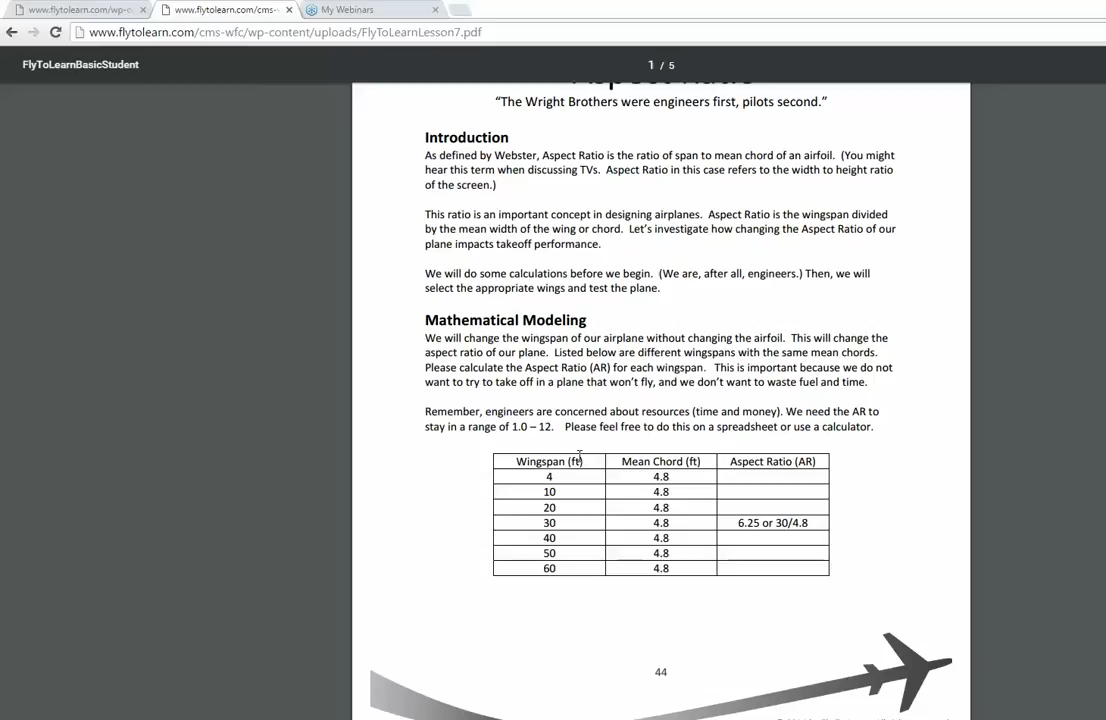 www.flytolearn.com/wp-c
www.flytolearn.com/cms-
My Webinars
www.flytolearn.com/cms-wfc/wp-content/uploads/FlyToLearnLesson7.pdf
FlyToLearnBasicStudent
1 / 5
Aspect Ratio
“The Wright Brothers were engineers first, pilots second.”
Introduction
As defined by Webster, Aspect Ratio is the ratio of span to mean chord of an airfoil. (You might
hear this term when discussing TVs. Aspect Ratio in this case refers to the width to height ratio
of the screen.)
This ratio is an important concept in designing airplanes. Aspect Ratio is the wingspan divided
by the mean width of the wing or chord. Let’s investigate how changing the Aspect Ratio of our
plane impacts takeoff performance.
We will do some calculations before we begin. (We are, after all, engineers.) Then, we will
select the appropriate wings and test the plane.
Mathematical Modeling
We will change the wingspan of our airplane without changing the airfoil. This will change the
aspect ratio of our plane. Listed below are different wingspans with the same mean chords.
Please calculate the Aspect Ratio (AR) for each wingspan. This is important because we do not
want to try to take off in a plane that won’t fly, and we don’t want to waste fuel and time.
Remember, engineers are concerned about resources (time and money). We need the AR to
stay in a range of 1.0 – 12. Please feel free to do this on a spreadsheet or use a calculator.
Wingspan (ft) Mean Chord (ft) Aspect Ratio (AR)
4 4.8
10 4.8
20 4.8
30 4.8 6.25 or 30/4.8
40 4.8
50 4.8
60 4.8
44